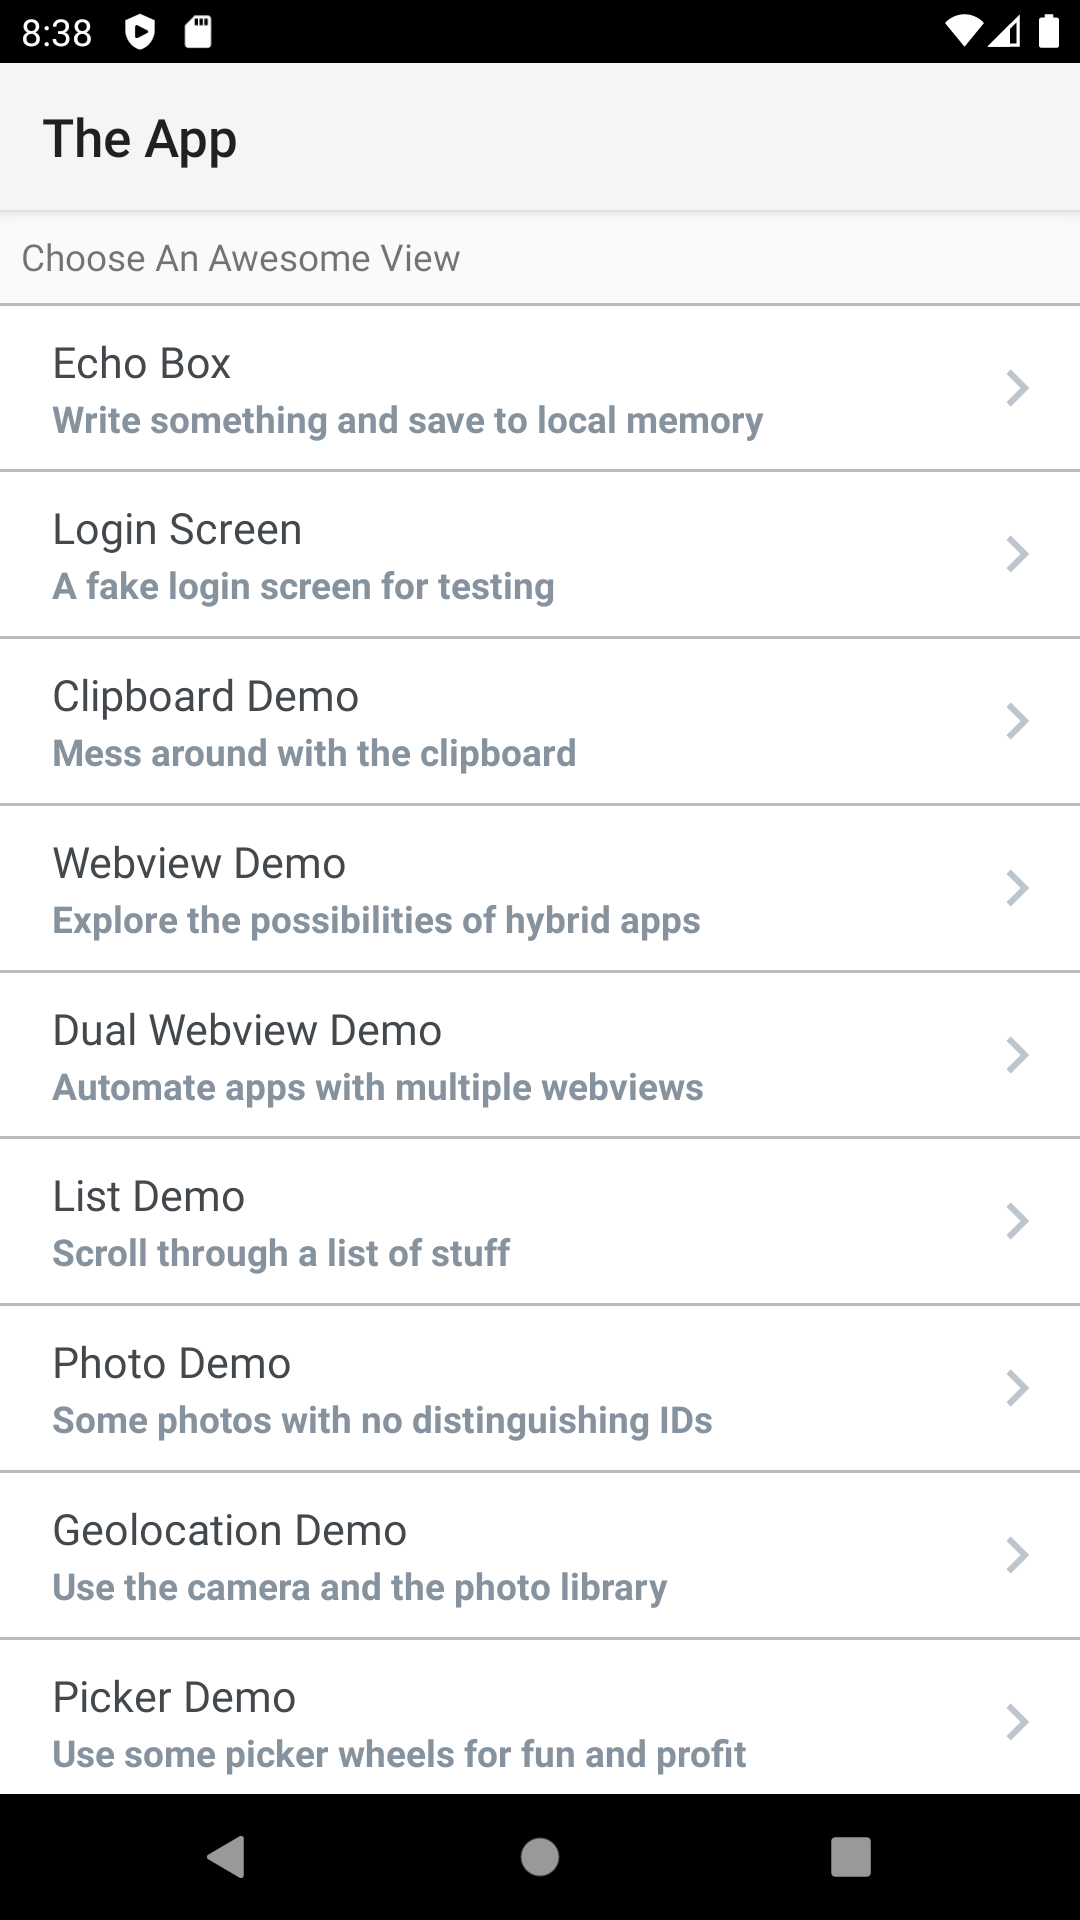 8:38
The App
Choose An Awesome View
Echo Box
Write something and save to local memory
Login Screen
A fake login screen for testing
Clipboard Demo
Mess around with the clipboard
Webview Demo
Explore the possibilities of hybrid apps
Dual Webview Demo
Automate apps with multiple webviews
List Demo
Scroll through a list of stuff
Photo Demo
Some photos with no distinguishing IDs
Geolocation Demo
Use the camera and the photo library
Picker Demo
Use some picker wheels for fun and profit